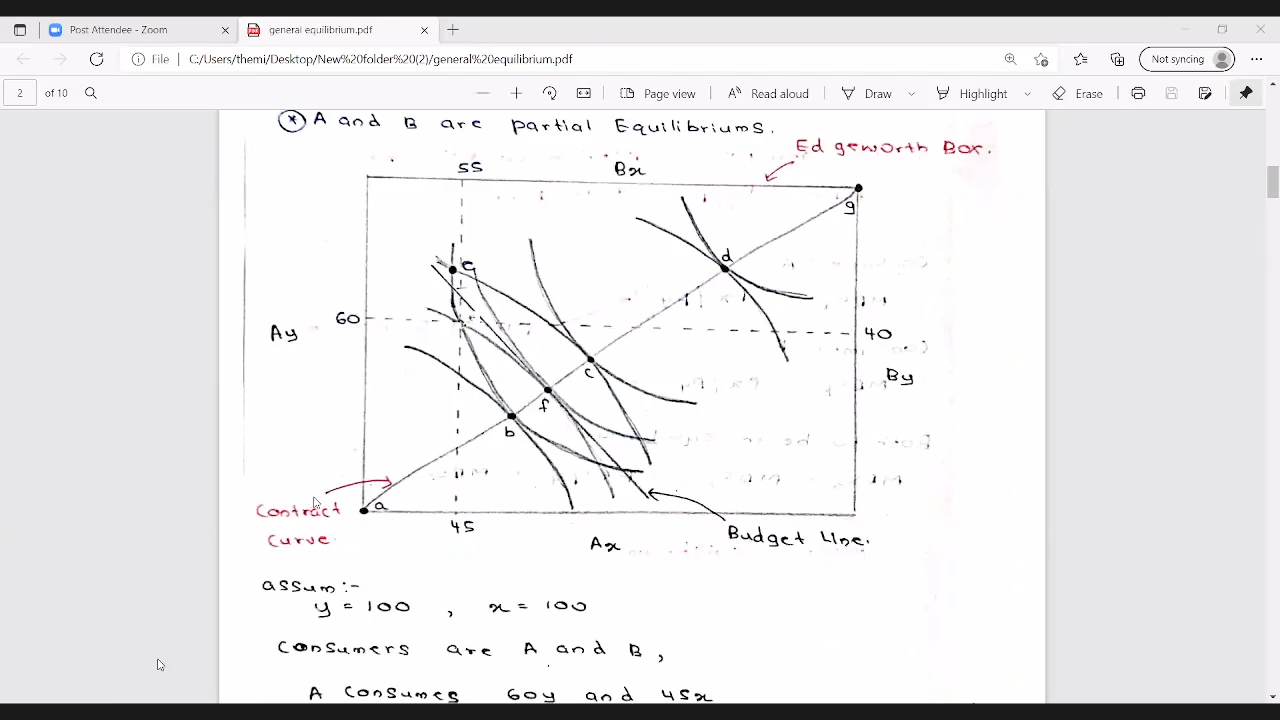 Post Attendee - Zoom
general equilibrium.pdf
File
C:/Users/themi/Desktop/New%20folder%20(2)/general%20equilibrium.pdf
Not syncing
2 of 10
Page view
Read aloud
Draw
Highlight
Erase
* A and B are partial Equilibriums.
Edgeworth Box.
55
Bx
g
d
e
60
Ay
40
c
By
f
b
a
Contract
curve.
45
Ax
Budget Line.
assum:-
y = 100 , x = 100
Consumers are A and B,
A consumes 60y and 45x